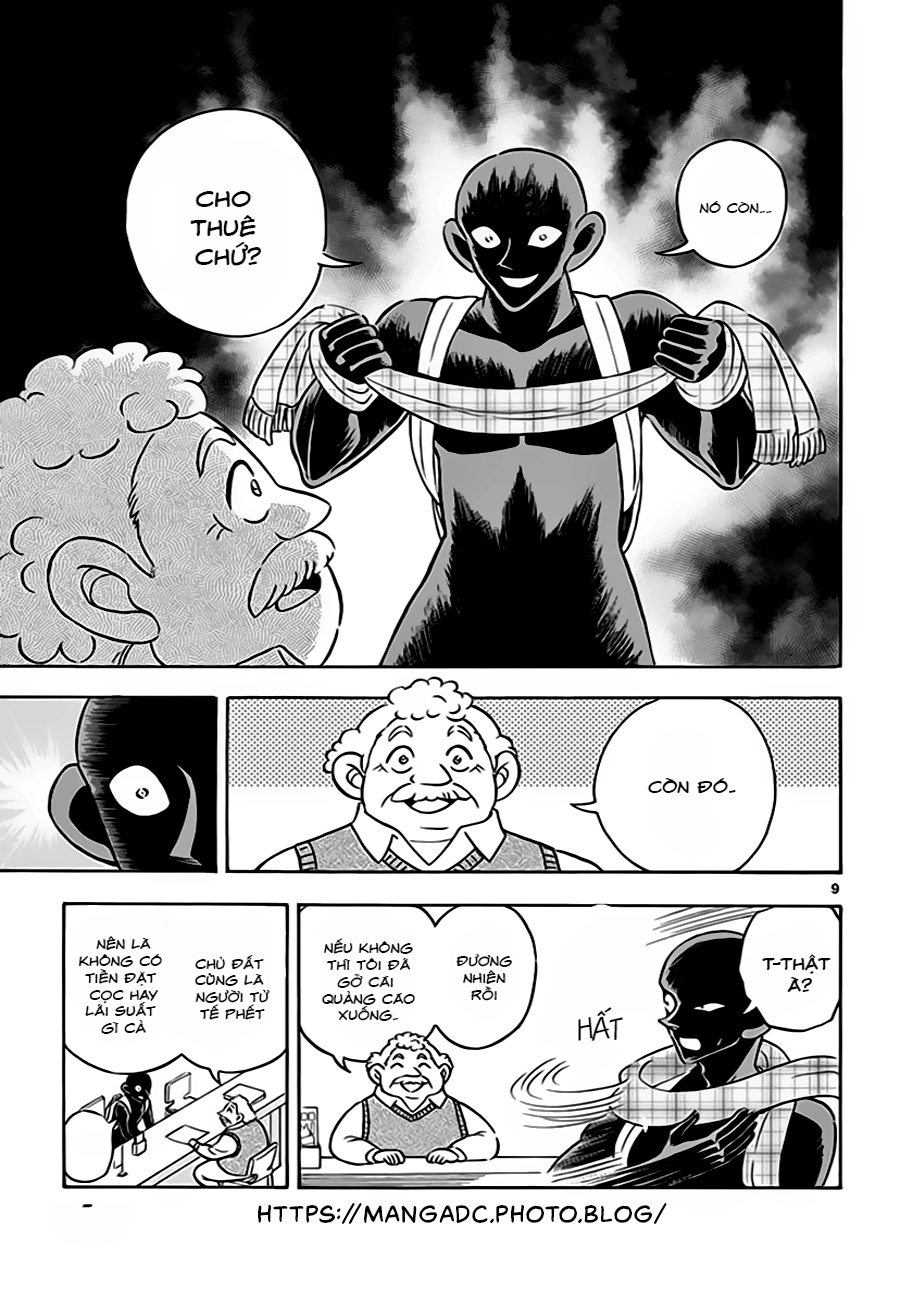 NÓ CÒN...
CHO
THUÊ
CHỨ?
CÒN ĐÓ..
9
T-THẬT
À?
HẤT
ĐƯƠNG
NHIÊN
RỒI
NẾU KHÔNG
THÌ TÔI ĐÃ
GỠ CÁI
QUẢNG CÁO
XUỐNG..
CHỦ ĐẤT
CŨNG LÀ
NGƯỜI TỬ
TẾ PHẾT
NÊN LÀ
KHÔNG CÓ
TIỀN ĐẶT
CỌC HAY
LÃI SUẤT
GÌ CẢ
HTTPS://MANGADC.PHOTO.BLOG/